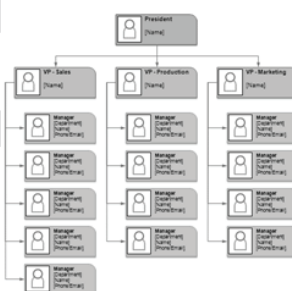 President
[Name]
VP - Sales
[Name]
VP - Production
[Name]
VP - Marketing
[Name]
Manager
[Department]
[Name]
[Phone/Email]
Manager
[Department]
[Name]
[Phone/Email]
Manager
[Department]
[Name]
[Phone/Email]
Manager
[Department]
[Name]
[Phone/Email]
Manager
[Department]
[Name]
[Phone/Email]
Manager
[Department]
[Name]
[Phone/Email]
Manager
[Department]
[Name]
[Phone/Email]
Manager
[Department]
[Name]
[Phone/Email]
Manager
[Department]
[Name]
[Phone/Email]
Manager
[Department]
[Name]
[Phone/Email]
Manager
[Department]
[Name]
[Phone/Email]
Manager
[Department]
[Name]
[Phone/Email]
Manager
[Department]
[Name]
[Phone/Email]